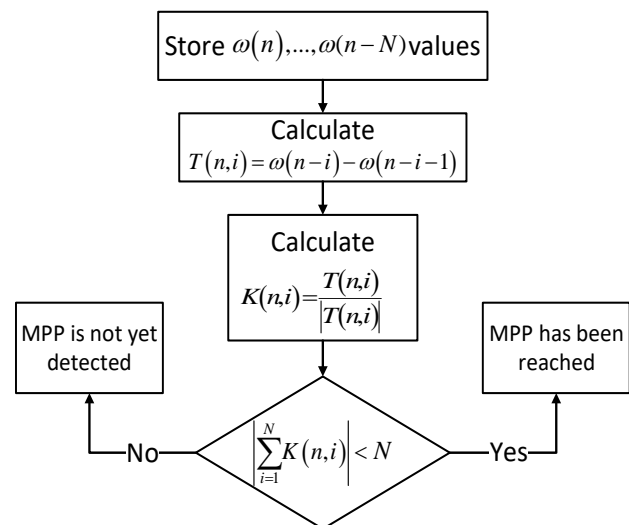 Store ω(n),...,ω(n−N) values
Calculate
T(n,i)=ω(n−i)−ω(n−i−1)
Calculate
K(n,i)=T(n,i)/|T(n,i)|
MPP is not yet
detected
MPP has been
reached
|∑_{i=1}^{N} K(n,i)| < N
No
Yes